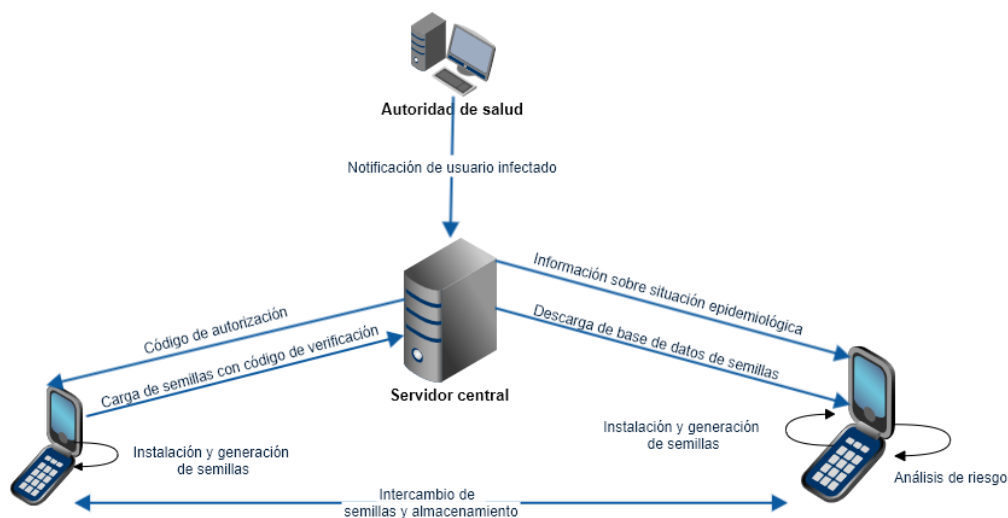 Autoridad de salud
Notificación de usuario infectado
Información sobre situación epidemiológica
Código de autorización
Descarga de base de datos de semillas
Carga de semillas con código de verificación
Servidor central
Instalación y generación
de semillas
Instalación y generación
de semillas
Análisis de riesgo
Intercambio de
semillas y almacenamiento